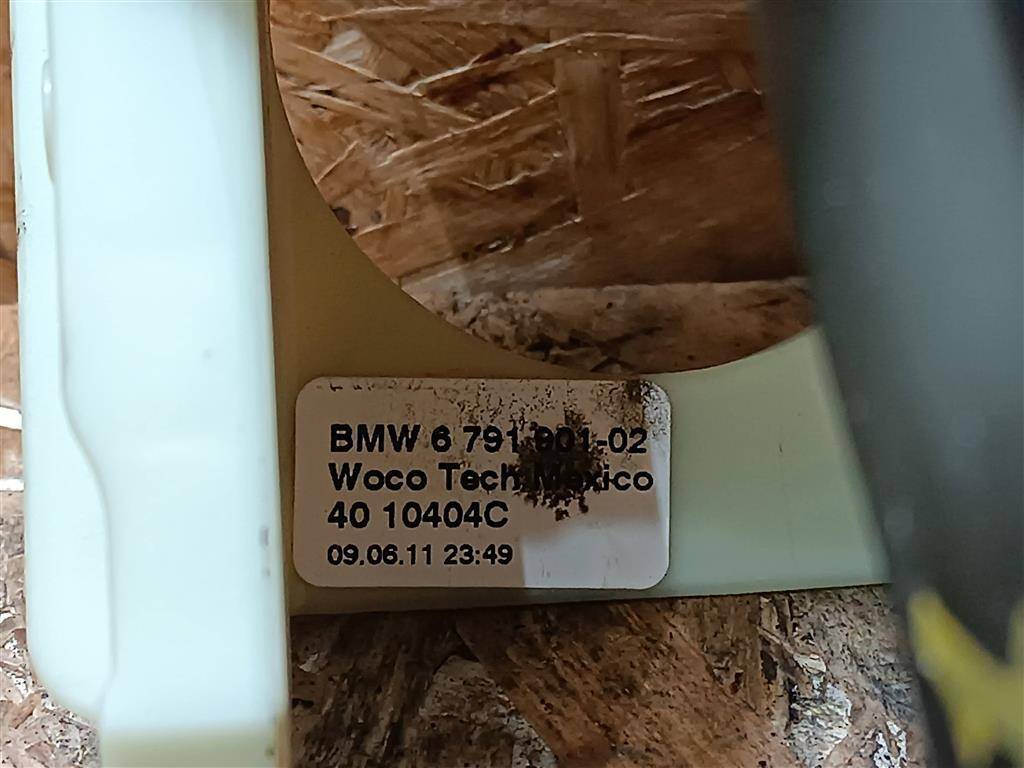 BMW 6 791 901-02
Woco Tech Mexico
40 10404C
09.06.11 23:49